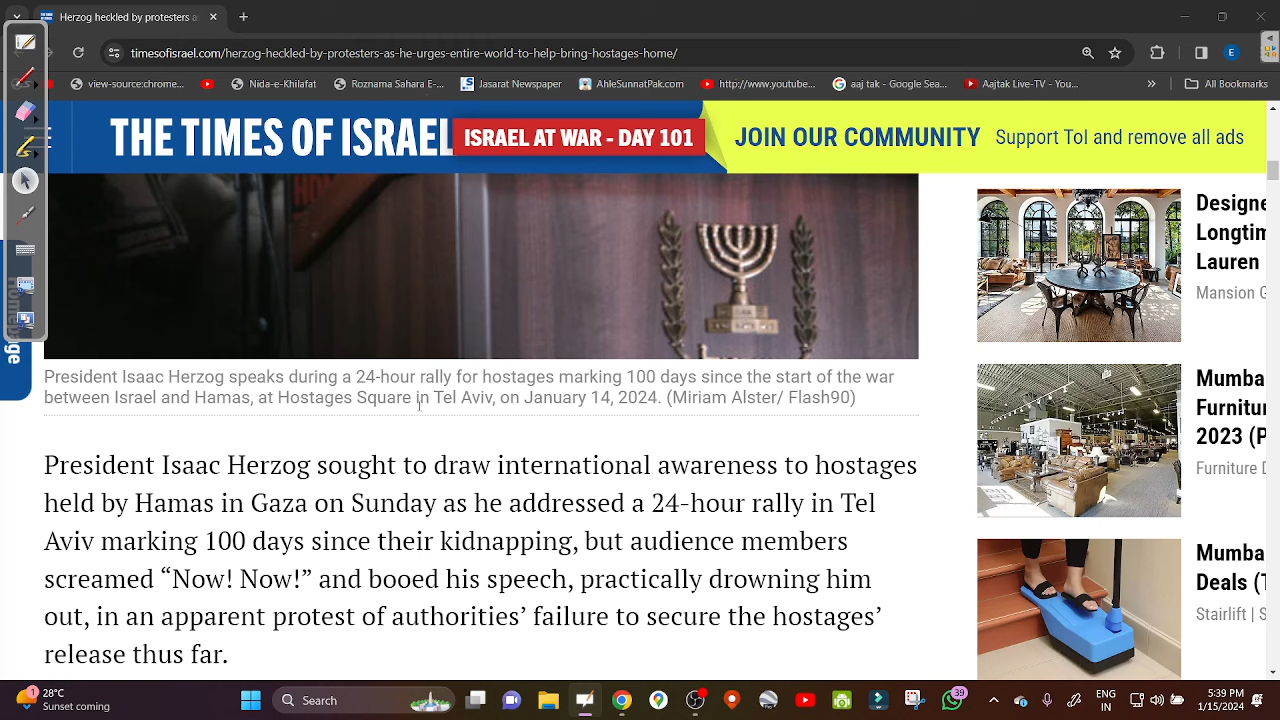 Herzog heckled by protesters a
timesofisrael.com/herzog-heckled-by-protesters-as-he-urges-entire-world-to-help-bring-hostages-home/
E
view-source:drome...
Nida-e-Khilafat
Roznama Sahara E-...
Jasarat Newspaper
AhleSunnatPak.com
http://www.youtube...
aaj tak - Google Sea...
Aajtak Live-TV - You...
»
All Bookmarks
THE TIMES OF ISRAEL
ISRAEL AT WAR - DAY 101
JOIN OUR COMMUNITY
Support ToI and remove all ads
President Isaac Herzog speaks during a 24-hour rally for hostages marking 100 days since the start of the war
between Israel and Hamas, at Hostages Square in Tel Aviv, on January 14, 2024. (Miriam Alster/ Flash90)
President Isaac Herzog sought to draw international awareness to hostages
held by Hamas in Gaza on Sunday as he addressed a 24-hour rally in Tel
Aviv marking 100 days since their kidnapping, but audience members
screamed “Now! Now!” and booed his speech, practically drowning him
out, in an apparent protest of authorities’ failure to secure the hostages’
release thus far.
Designe
Longtim
Lauren
Mansion G
Mumba
Furnitur
2023 (P
Furniture D
Mumba
Deals (T
Stairlift | S
1
28°C
Sunset coming
Search
39
ENG
IN
5:39 PM
1/15/2024